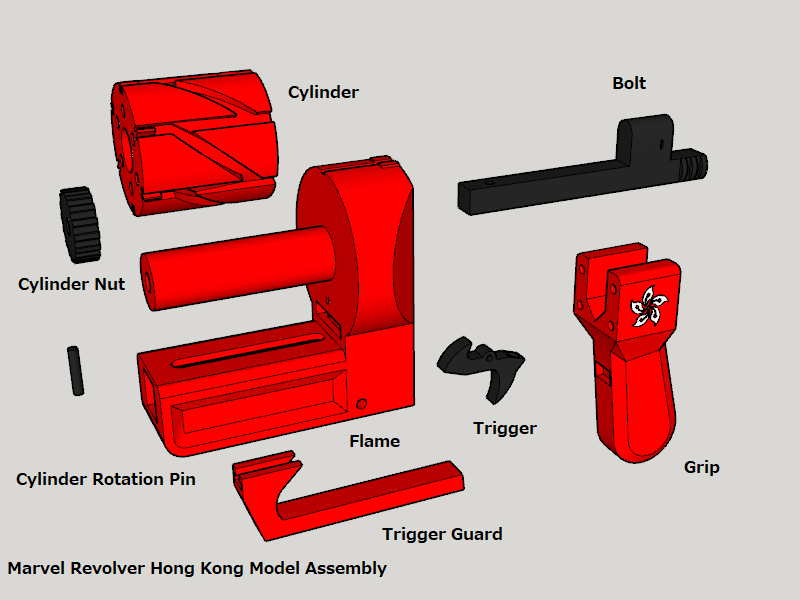 Cylinder
Bolt
Cylinder Nut
Flame
Trigger
Grip
Cylinder Rotation Pin
Trigger Guard
Marvel Revolver Hong Kong Model Assembly